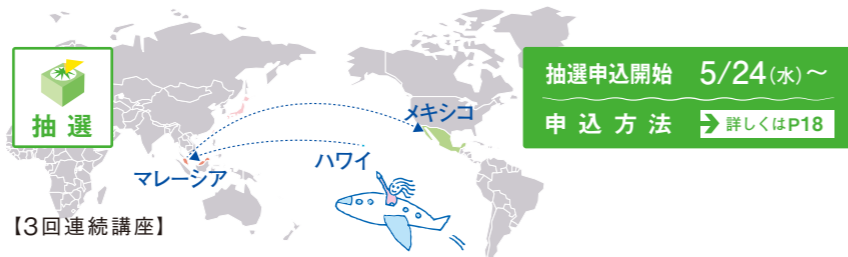 抽選
抽選申込開始 5/24(水)~
申込方法 詳しくはP18
メキシコ
ハワイ
マレーシア
【3回連続講座】